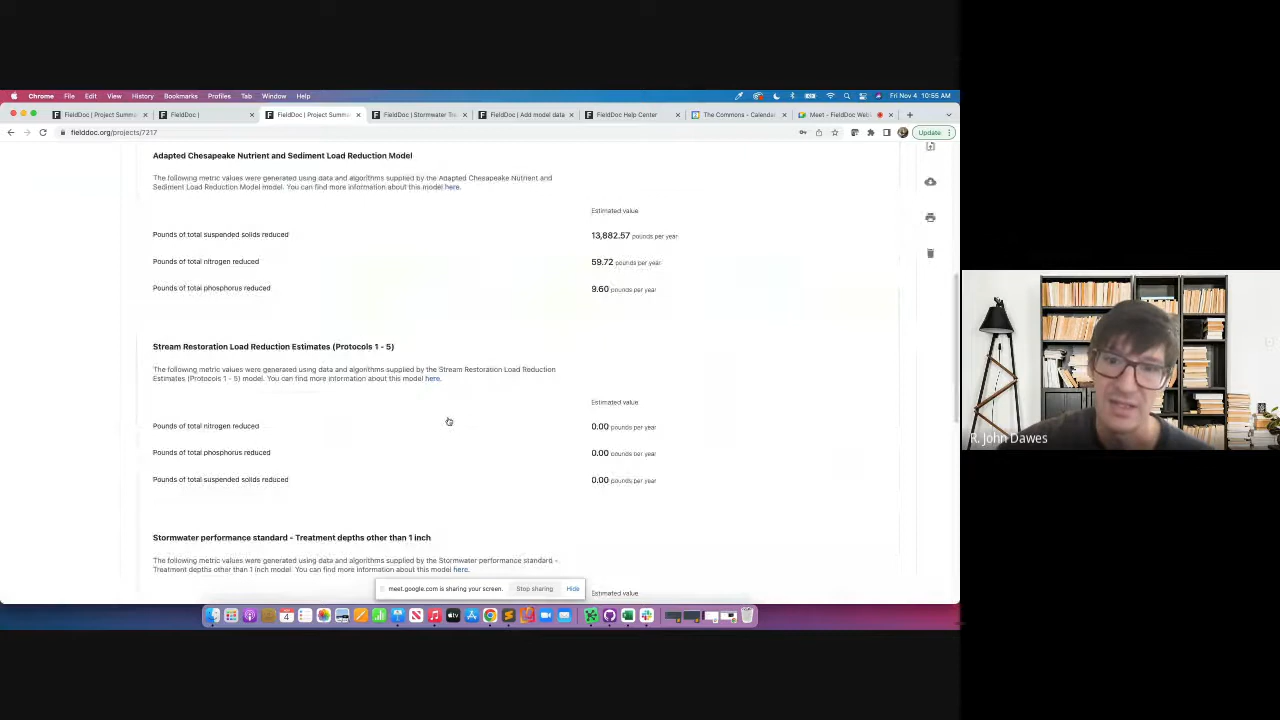 Chrome File Edit View History Bookmarks Profiles Tab Window Help Fri Nov 4 10:55 AM
FieldDoc | Project Summa × FieldDoc | × FieldDoc | Project Summa × FieldDoc | Stormwater Tre × FieldDoc | Add model data × FieldDoc Help Center × The Commons - Calenda × Meet - FieldDoc Web ×
fielddoc.org/projects/7217 Update
Adapted Chesapeake Nutrient and Sediment Load Reduction Model
The following metric values were generated using data and algorithms supplied by the Adapted Chesapeake Nutrient and
Sediment Load Reduction Model model. You can find more information about this model here.
Estimated value
Pounds of total suspended solids reduced 13,882.57 pounds per year
Pounds of total nitrogen reduced 59.72 pounds per year
Pounds of total phosphorus reduced 9.60 pounds per year
Stream Restoration Load Reduction Estimates (Protocols 1 - 5)
The following metric values were generated using data and algorithms supplied by the Stream Restoration Load Reduction
Estimates (Protocols 1 - 5) model. You can find more information about this model here.
Estimated value
Pounds of total nitrogen reduced 0.00 pounds per year
Pounds of total phosphorus reduced 0.00 pounds per year
Pounds of total suspended solids reduced 0.00 pounds per year
Stormwater performance standard - Treatment depths other than 1 inch
The following metric values were generated using data and algorithms supplied by the Stormwater performance standard -
Treatment depths other than 1 inch model. You can find more information about this model here.
Estimated value
meet.google.com is sharing your screen. Stop sharing Hide
R. John Dawes